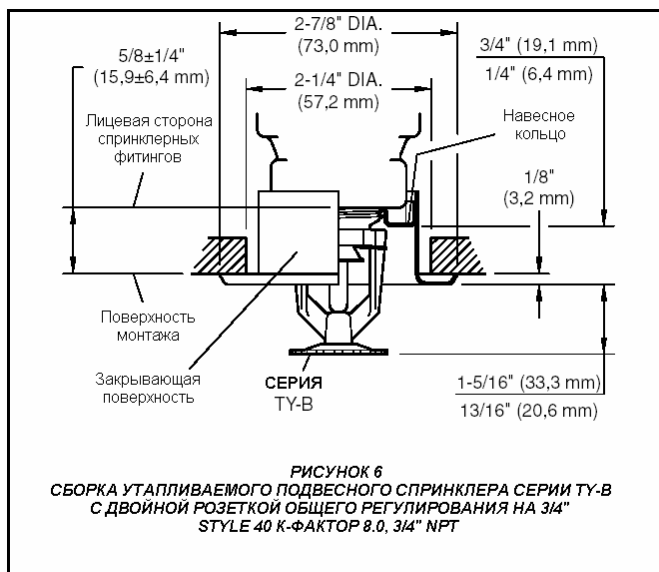 2-7/8" DIA.
(73,0 mm)
5/8±1/4"
(15,9±6,4 mm)
2-1/4" DIA.
(57,2 mm)
3/4" (19,1 mm)
1/4" (6,4 mm)
Лицевая сторона
спринклерных
фитингов
Навесное
кольцо
1/8"
(3,2 mm)
Поверхность
монтажа
Закрывающая
поверхность
СЕРИЯ
TY-B
1-5/16" (33,3 mm)
13/16" (20,6 mm)
РИСУНОК 6
СБОРКА УТАПЛИВАЕМОГО ПОДВЕСНОГО СПРИНКЛЕРА СЕРИИ TY-B
С ДВОЙНОЙ РОЗЕТКОЙ ОБЩЕГО РЕГУЛИРОВАНИЯ НА 3/4"
STYLE 40 К-ФАКТОР 8.0, 3/4" NPT